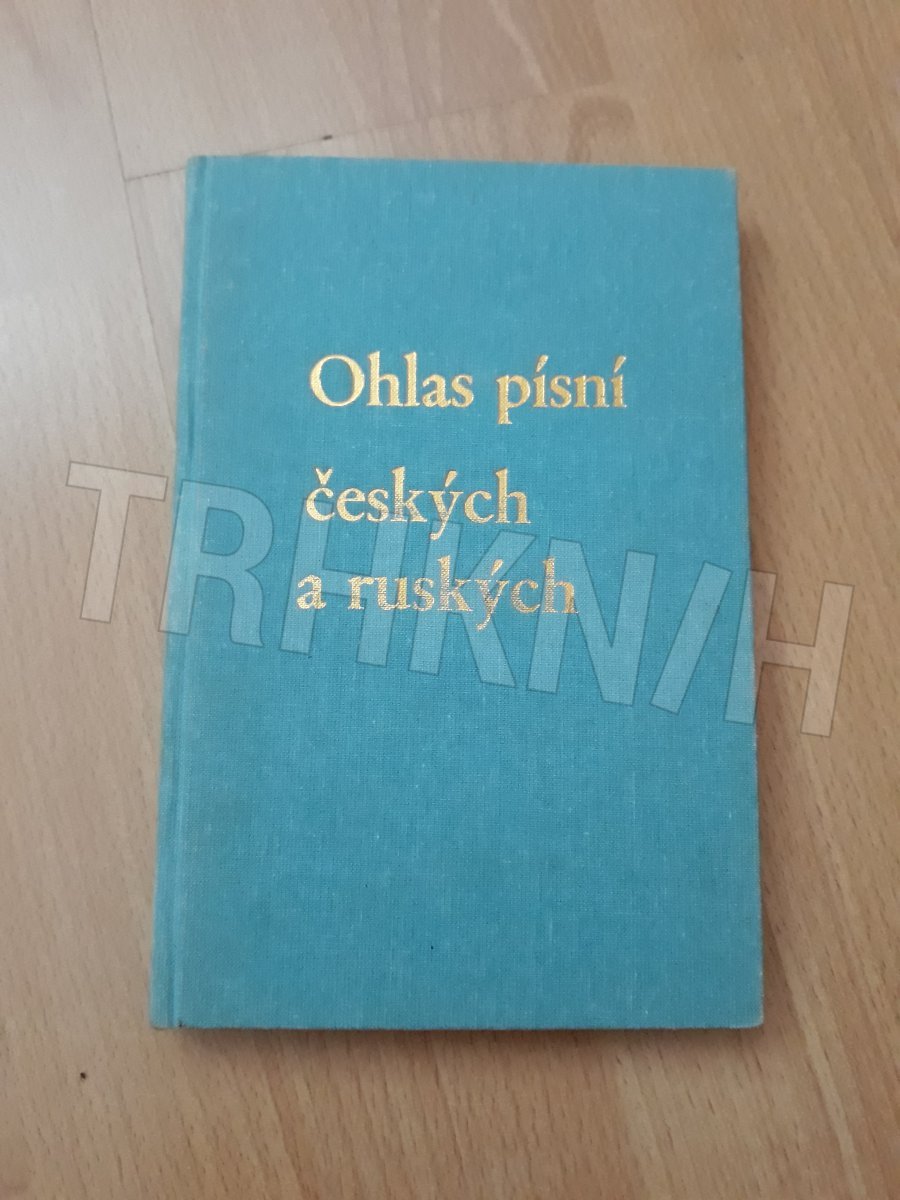 Ohlas písní
českých
a ruských
TRHKNIH